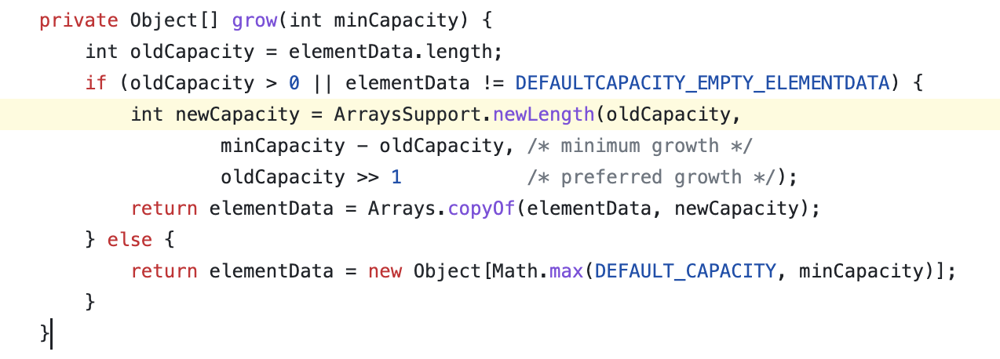 private Object[] grow(int minCapacity) {
    int oldCapacity = elementData.length;
    if (oldCapacity > 0 || elementData != DEFAULTCAPACITY_EMPTY_ELEMENTDATA) {
        int newCapacity = ArraysSupport.newLength(oldCapacity,
                minCapacity - oldCapacity, /* minimum growth */
                oldCapacity >> 1           /* preferred growth */);
        return elementData = Arrays.copyOf(elementData, newCapacity);
    } else {
        return elementData = new Object[Math.max(DEFAULT_CAPACITY, minCapacity)];
    }
}